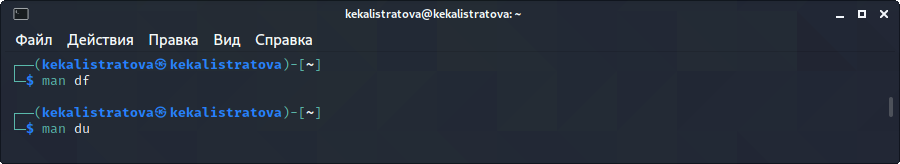 kekalistratova@kekalistratova: ~
Файл Действия Правка Вид Справка
┌──(kekalistratova㉿kekalistratova)-[~]
└─$ man df
┌──(kekalistratova㉿kekalistratova)-[~]
└─$ man du